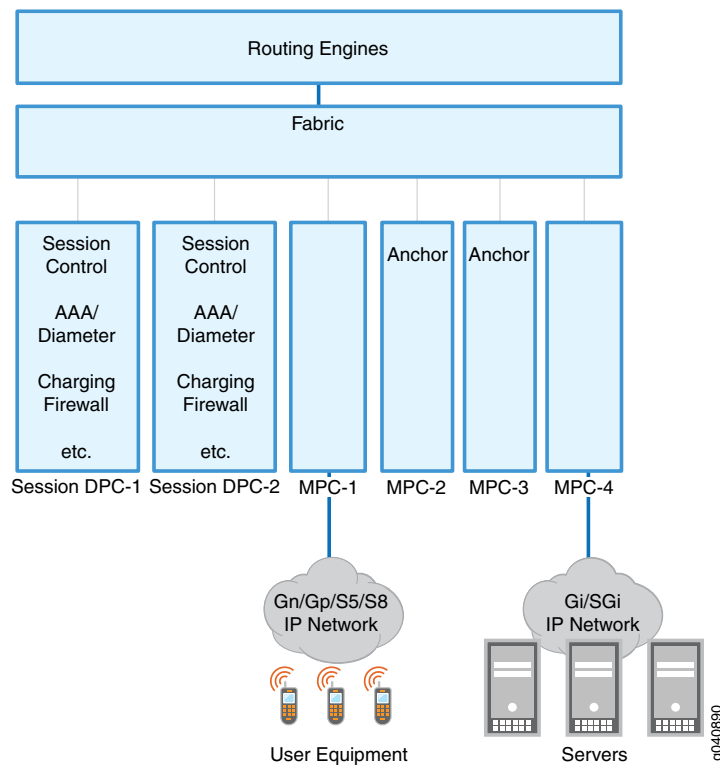 Routing Engines
Fabric
Session
Control
AAA/
Diameter
Charging
Firewall
etc.
Session DPC-1
Session
Control
AAA/
Diameter
Charging
Firewall
etc.
Session DPC-2
MPC-1
Anchor
MPC-2
Anchor
MPC-3
MPC-4
Gn/Gp/S5/S8
IP Network
User Equipment
Gi/SGi
IP Network
Servers
g040890